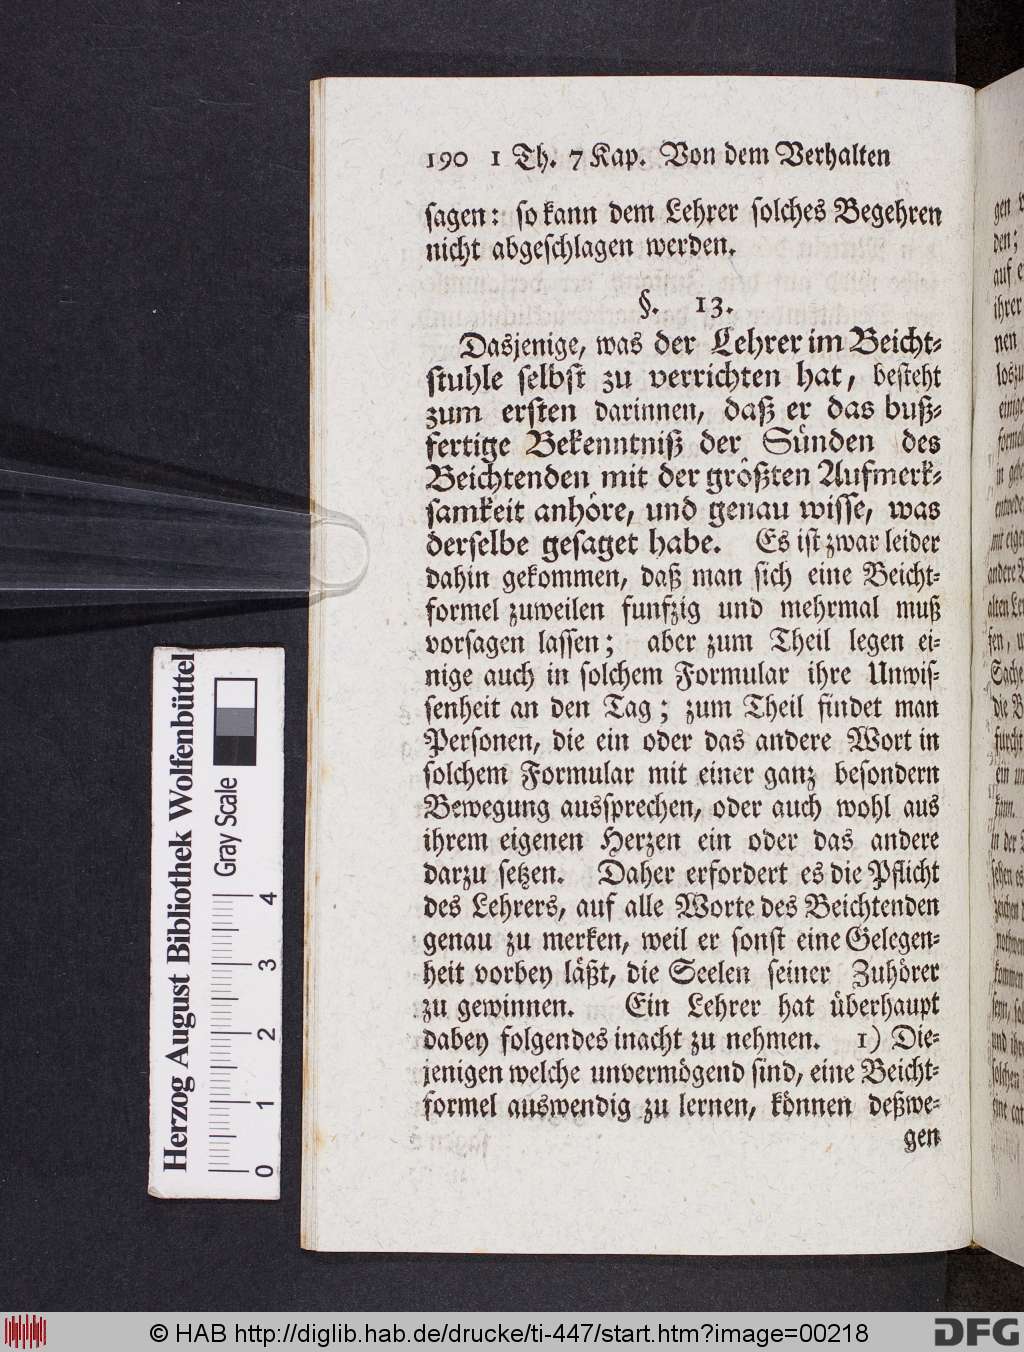 190 1 Th. 7 Kap. Von dem Verhalten
sagen: so kann dem Lehrer solches Begehren
nicht abgeschlagen werden.
§. 13.
Dasjenige, was der Lehrer im Beicht-
stuhle selbst zu verrichten hat, besteht
zum ersten darinnen, daß er das buß-
fertige Bekenntniß der Sünden des
Beichtenden mit der größten Aufmerk-
samkeit anhöre, und genau wisse, was
derselbe gesaget habe. Es ist zwar leider
dahin gekommen, daß man sich eine Beicht-
formel zuweilen funfzig und mehrmal muß
vorsagen lassen; aber zum Theil legen ei-
nige auch in solchem Formular ihre Unwis-
senheit an den Tag; zum Theil findet man
Personen, die ein oder das andere Wort in
solchem Formular mit einer ganz besondern
Bewegung aussprechen, oder auch wohl aus
ihrem eigenen Herzen ein oder das andere
darzu setzen. Daher erfordert es die Pflicht
des Lehrers, auf alle Worte des Beichtenden
genau zu merken, weil er sonst eine Gelegen-
heit vorbey läßt, die Seelen seiner Zuhörer
zu gewinnen. Ein Lehrer hat überhaupt
dabey folgendes inacht zu nehmen. 1) Die-
jenigen welche unvermögend sind, eine Beicht-
formel auswendig zu lernen, können deßwe-
gen
Herzog August Bibliothek Wolfenbüttel
Gray Scale
0 1 2 3 4
© HAB http://diglib.hab.de/drucke/ti-447/start.htm?image=00218
DFG